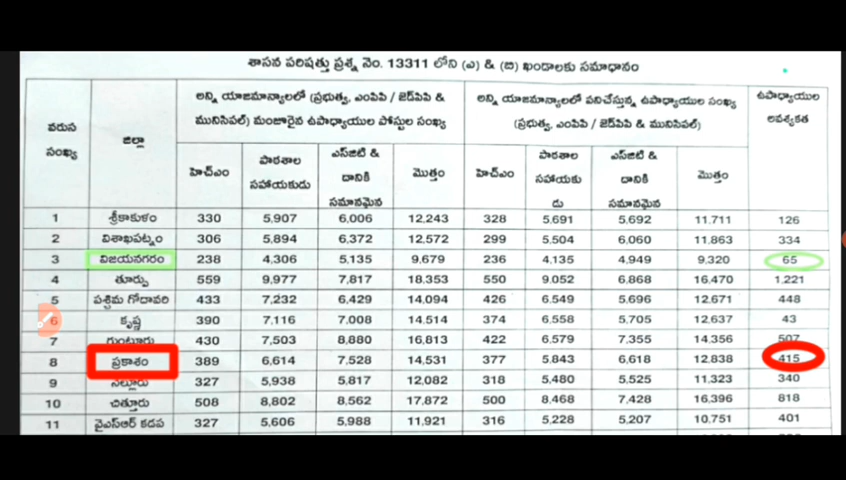 శాసన పరిషత్తు ప్రశ్న నెం. 13311 లోని (ఎ) & (బి) ఖండాలకు సమాధానం
వరుస సంఖ్య జిల్లా అన్ని యాజమాన్యాలలో (ప్రభుత్వ, ఎంపిపి / జెడ్‌పిపి & మునిసిపల్) మంజూరైన ఉపాధ్యాయుల పోస్టుల సంఖ్య అన్ని యాజమాన్యాలలో పనిచేస్తున్న ఉపాధ్యాయుల సంఖ్య (ప్రభుత్వ, ఎంపిపి / జెడ్‌పిపి & మునిసిపల్) ఉపాధ్యాయుల అవశ్యకత
హెచ్ఎం పాఠశాల సహాయకుడు ఎస్‌జిటి & దానికి సమానమైన మొత్తం హెచ్ఎం పాఠశాల సహాయకుడు ఎస్‌జిటి & దానికి సమానమైన మొత్తం
1 శ్రీకాకుళం 330 5,907 6,006 12,243 328 5,691 5,692 11,711 126
2 విశాఖపట్నం 306 5,894 6,372 12,572 299 5,504 6,060 11,863 334
3 విజయనగరం 238 4,306 5,135 9,679 236 4,135 4,949 9,320 65
4 తూర్పు 559 9,977 7,817 18.353 550 9.052 6.868 16,470 1,221
5 పశ్చిమ గోదావరి 433 7,232 6,429 14,094 426 6,549 5,696 12,671 448
6 కృష్ణ 390 7,116 7,008 14,514 374 6,558 5,705 12,637 43
7 గుంటూరు 430 7,503 8,880 16,813 422 6,579 7,355 14,356 507
8 ప్రకాశం 389 6,614 7,528 14,531 377 5,843 6,618 12,838 415
9 నెల్లూరు 327 5,938 5,817 12,082 318 5,480 5,525 11,323 340
10 చిత్తూరు 508 8,802 8,562 17,872 500 8,468 7,428 16,396 818
11 వైఎస్ఆర్ కడప 327 5,606 5,988 11,921 316 5,228 5,207 10,751 401